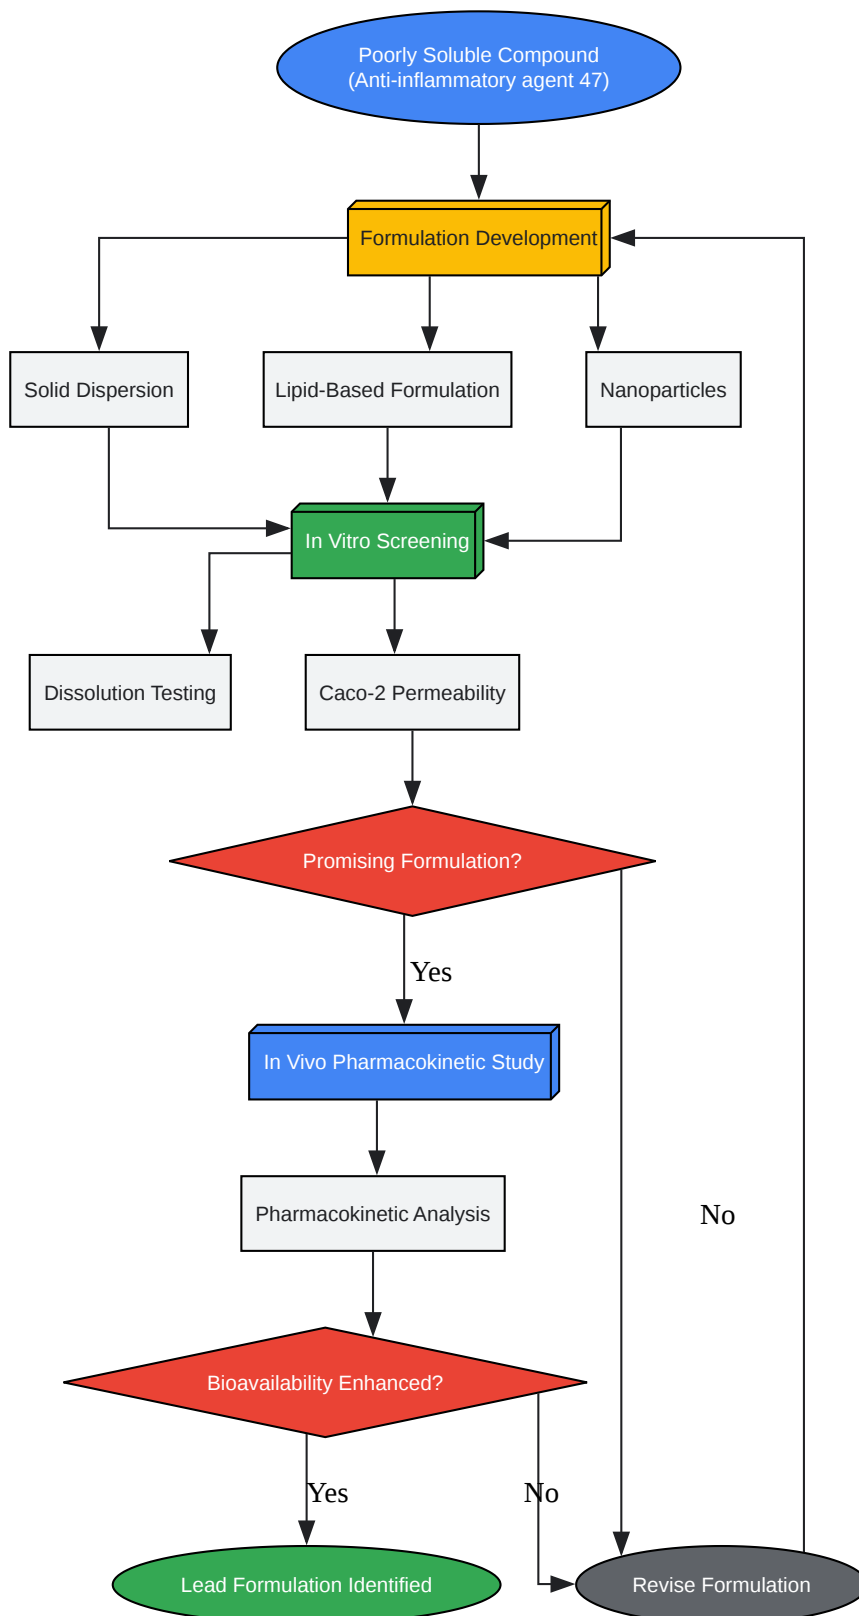 Poorly Soluble Compound
(Anti-inflammatory agent 47)
Formulation Development
Solid Dispersion
Lipid-Based Formulation
Nanoparticles
In Vitro Screening
Dissolution Testing
Caco-2 Permeability
Promising Formulation?
Yes
In Vivo Pharmacokinetic Study
Pharmacokinetic Analysis
No
Bioavailability Enhanced?
Yes
No
Lead Formulation Identified
Revise Formulation